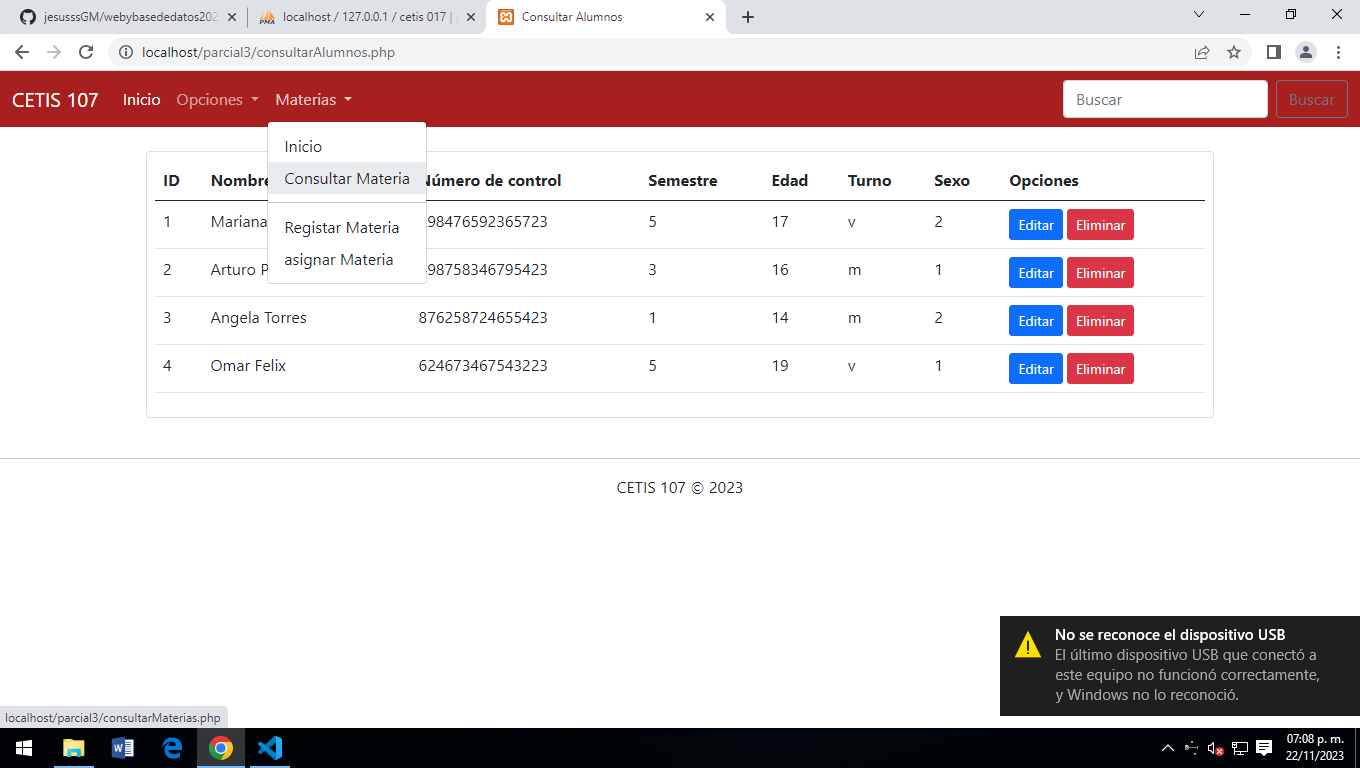 jesusssGM/webybasededatos202
localhost / 127.0.0.1 / cetis 017 |
Consultar Alumnos
localhost/parcial3/consultarAlumnos.php
CETIS 107 Inicio Opciones Materias Buscar Buscar
Inicio
Consultar Materia
Registar Materia
asignar Materia
ID Nombre Número de control Semestre Edad Turno Sexo Opciones
1 Mariana 98476592365723 5 17 v 2 Editar Eliminar
2 Arturo P 98758346795423 3 16 m 1 Editar Eliminar
3 Angela Torres 876258724655423 1 14 m 2 Editar Eliminar
4 Omar Felix 624673467543223 5 19 v 1 Editar Eliminar
CETIS 107 © 2023
No se reconoce el dispositivo USB
El último dispositivo USB que conectó a
este equipo no funcionó correctamente,
y Windows no lo reconoció.
localhost/parcial3/consultarMaterias.php
07:08 p. m.
22/11/2023